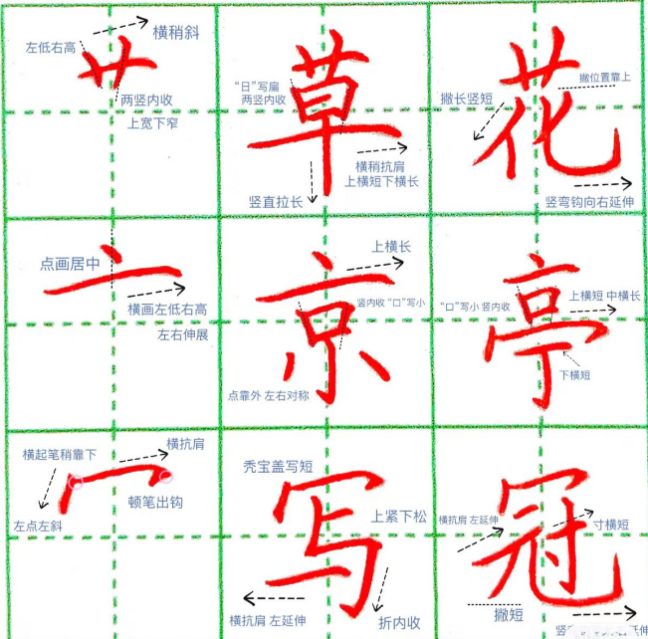 横稍斜
左低右高
艹
两竖内收
上宽下窄
“日”写扁
两竖内收
草
横稍抗肩
上横短下横长
竖直拉长
撇位置靠上
撇长竖短
花
竖弯钩向右延伸
点画居中
亠
横画左低右高
左右伸展
上横长
竖内收 “口”写小
京
点靠外 左右对称
“口”写小 竖内收
上横短 中横长
亭
下横短
横起笔稍靠下
横抗肩
冖
顿笔出钩
左点左斜
秃宝盖写短
写
上紧下松
横抗肩 左延伸
折内收
横抗肩 左延伸
寸横短
冠
撇短